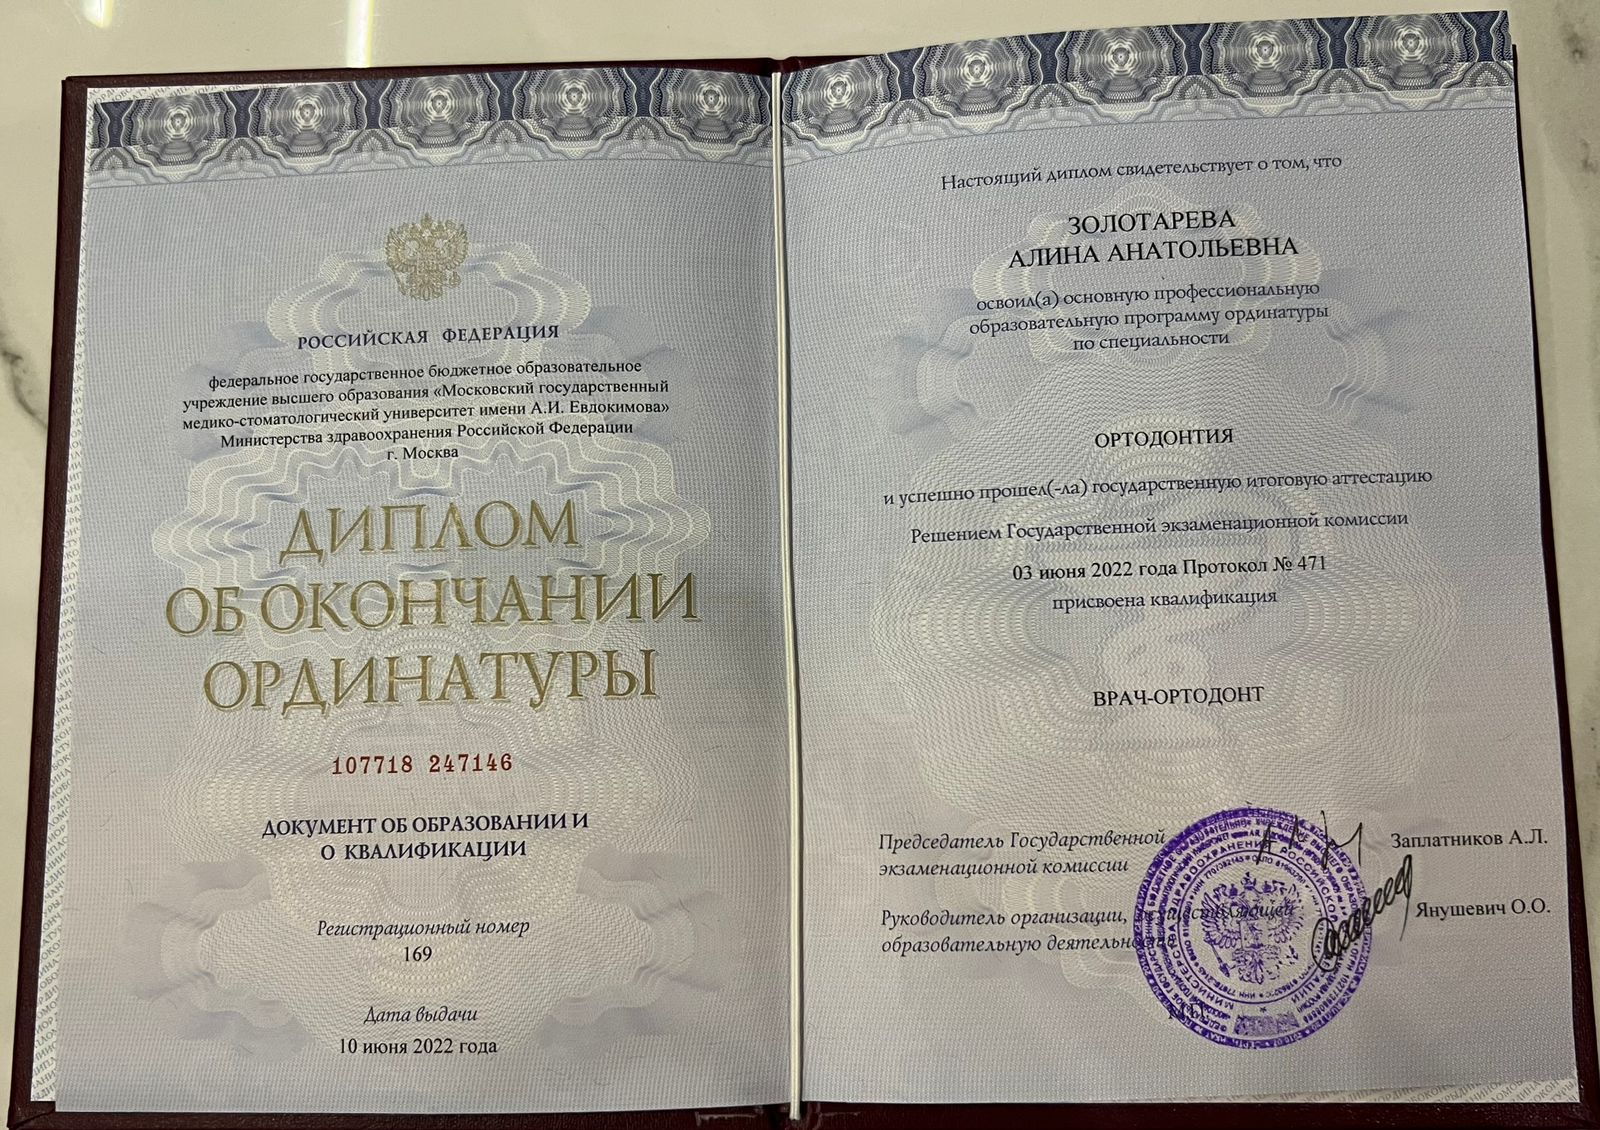 РОССИЙСКАЯ ФЕДЕРАЦИЯ
федеральное государственное бюджетное образовательное
учреждение высшего образования «Московский государственный
медико-стоматологический университет имени А.И. Евдокимова»
Министерства здравоохранения Российской Федерации
г. Москва
ДИПЛОМ
ОБ ОКОНЧАНИИ
ОРДИНАТУРЫ
107718 247146
ДОКУМЕНТ ОБ ОБРАЗОВАНИИ И
О КВАЛИФИКАЦИИ
Регистрационный номер
169
Дата выдачи
10 июня 2022 года
Настоящий диплом свидетельствует о том, что
ЗОЛОТАРЕВА
АЛИНА АНАТОЛЬЕВНА
освоил(а) основную профессиональную
образовательную программу ординатуры
по специальности
ОРТОДОНТИЯ
и успешно прошел(-ла) государственную итоговую аттестацию
Решением Государственной экзаменационной комиссии
03 июня 2022 года Протокол № 471
присвоена квалификация
ВРАЧ-ОРТОДОНТ
Председатель Государственной
экзаменационной комиссии
Заплатников А.Л.
Руководитель организации, осуществляющей
образовательную деятельность
Янушевич О.О.